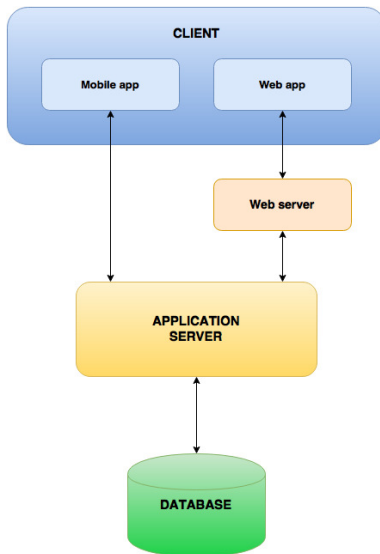 CLIENT
Mobile app
Web app
Web server
APPLICATION
SERVER
DATABASE